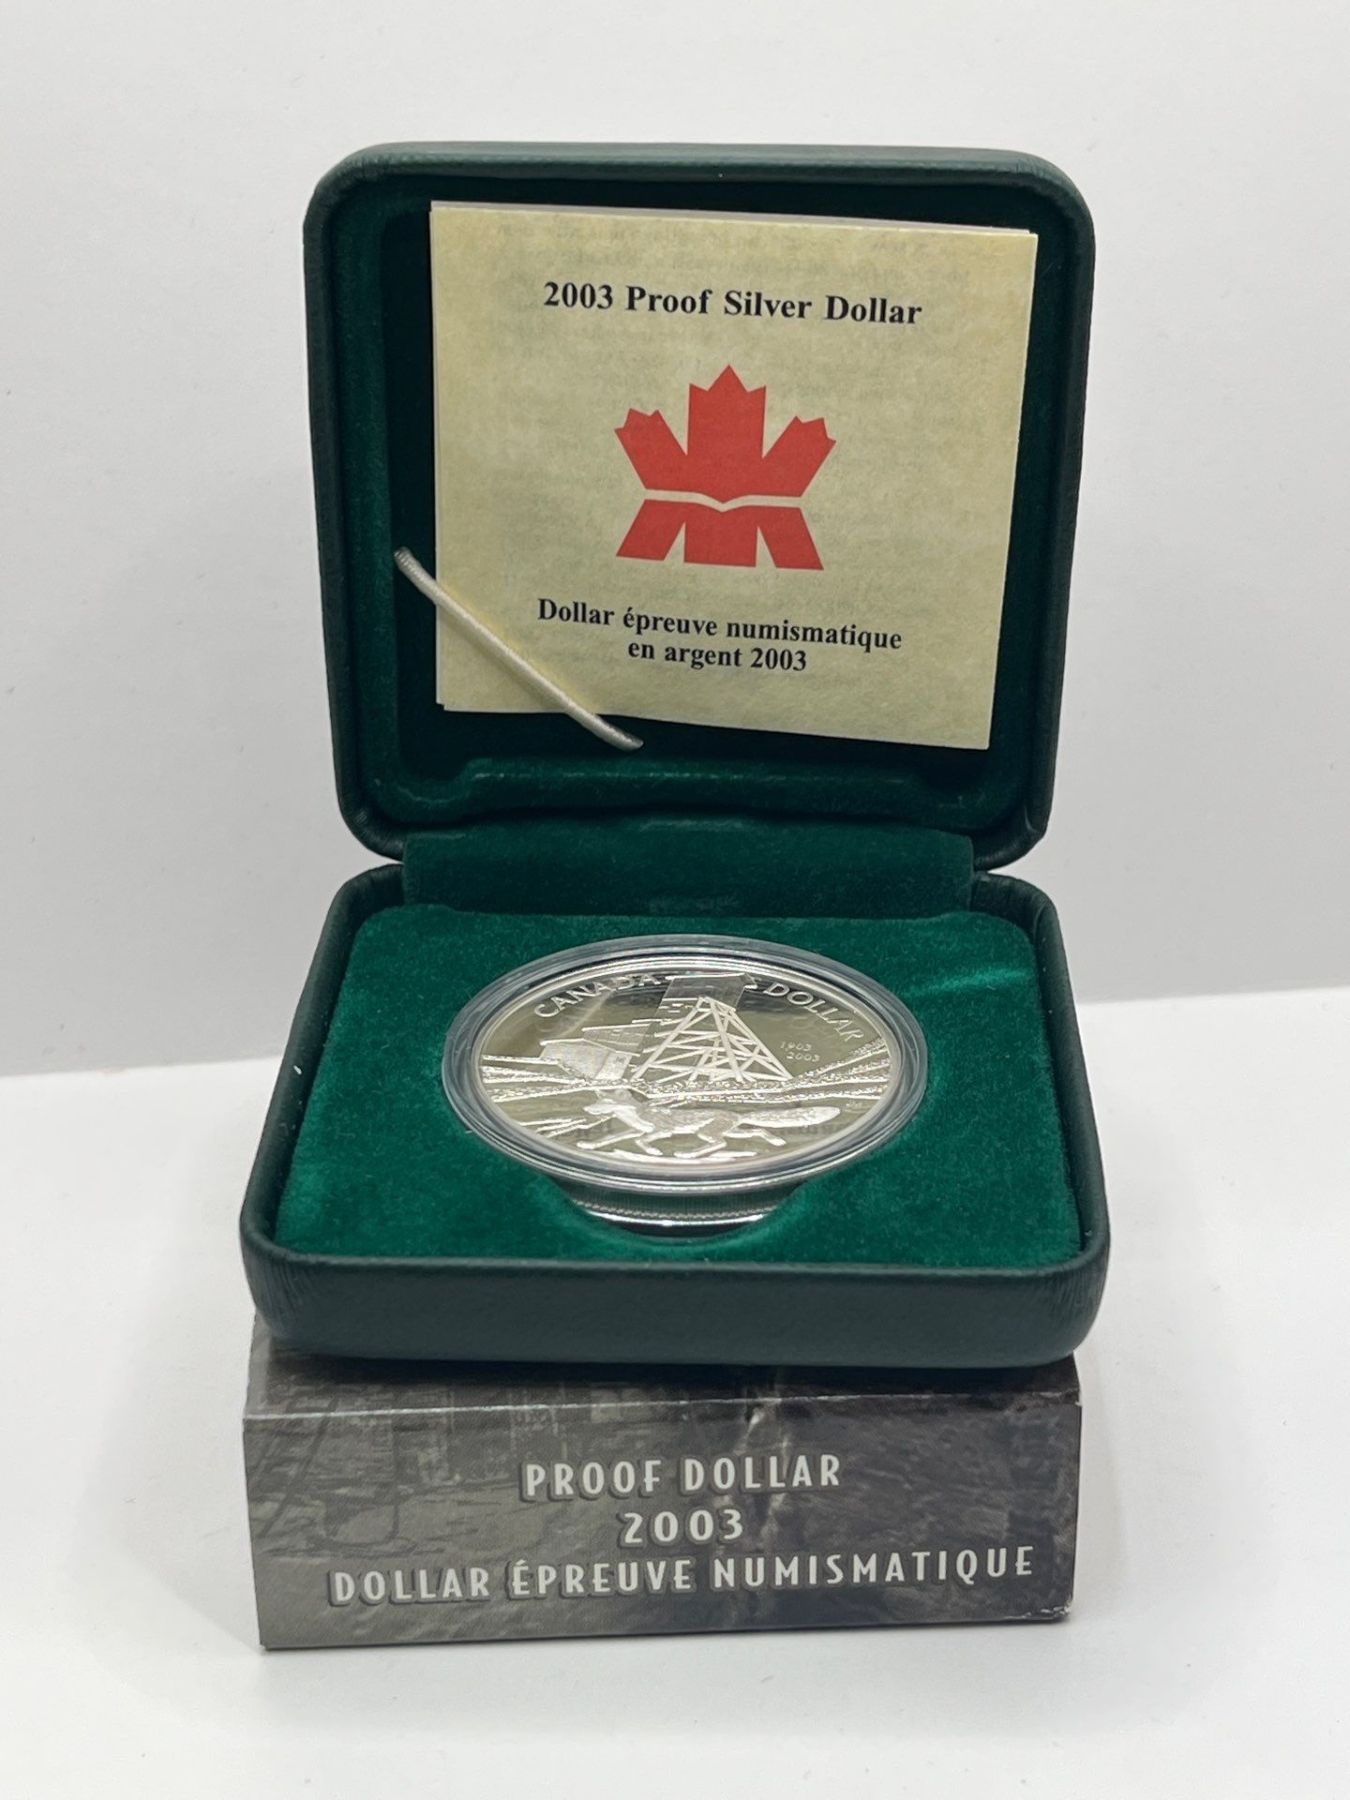 2003 Proof Silver Dollar
Dollar épreuve numismatique
en argent 2003
CANADA DOLLAR
1903
2003
PROOF DOLLAR
2003
DOLLAR ÉPREUVE NUMISMATIQUE